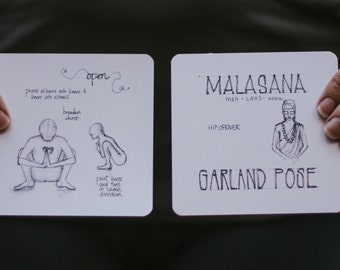 open
press elbows into knees &
knees into elbows.
broaden
chest.
point knees
and toes
in same
direction.
MALASANA
mah - LAHS - anna
HIP OPENER
GARLAND POSE